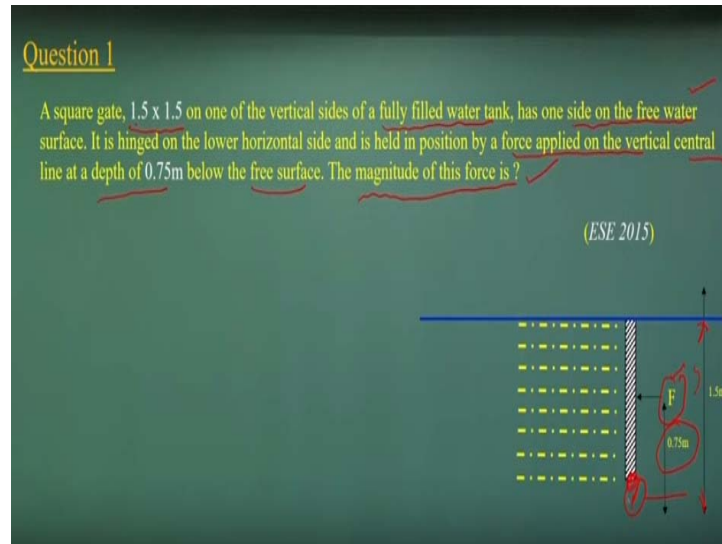 Question 1
A square gate, 1.5 x 1.5 on one of the vertical sides of a fully filled water tank, has one side on the free water
surface. It is hinged on the lower horizontal side and is held in position by a force applied on the vertical central
line at a depth of 0.75m below the free surface. The magnitude of this force is ?
(ESE 2015)
F
0.75m